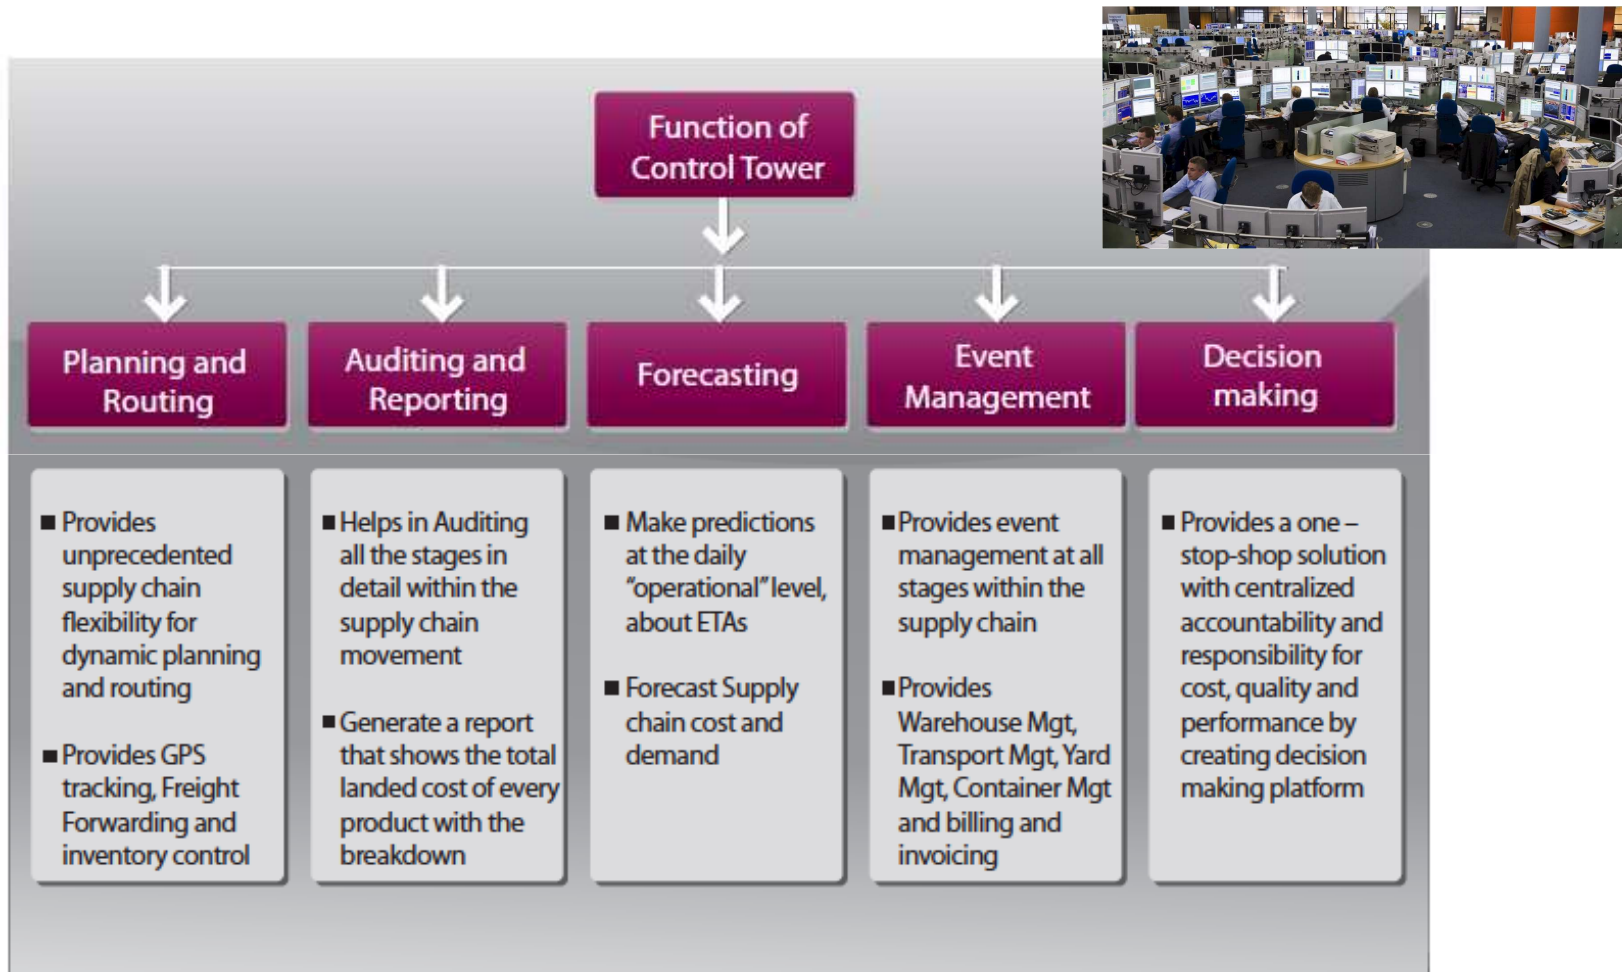 Function of
Control Tower
Planning and
Routing
Auditing and
Reporting
Forecasting
Event
Management
Decision
making
■ Provides
unprecedented
supply chain
flexibility for
dynamic planning
and routing
■ Provides GPS
tracking, Freight
Forwarding and
inventory control
■ Helps in Auditing
all the stages in
detail within the
supply chain
movement
■ Generate a report
that shows the total
landed cost of every
product with the
breakdown
■ Make predictions
at the daily
“operational” level,
about ETAs
■ Forecast Supply
chain cost and
demand
■ Provides event
management at all
stages within the
supply chain
■ Provides
Warehouse Mgt,
Transport Mgt, Yard
Mgt, Container Mgt
and billing and
invoicing
■ Provides a one –
stop-shop solution
with centralized
accountability and
responsibility for
cost, quality and
performance by
creating decision
making platform